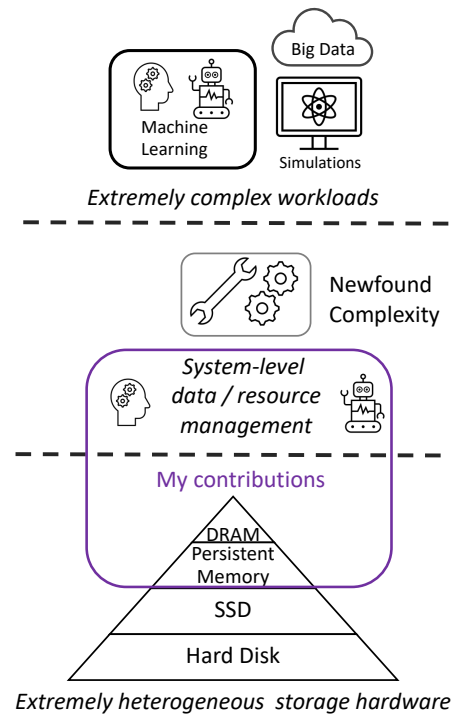 Big Data
Machine
Learning
Simulations
Extremely complex workloads
Newfound
Complexity
System-level
data / resource
management
My contributions
DRAM
Persistent
Memory
SSD
Hard Disk
Extremely heterogeneous storage hardware